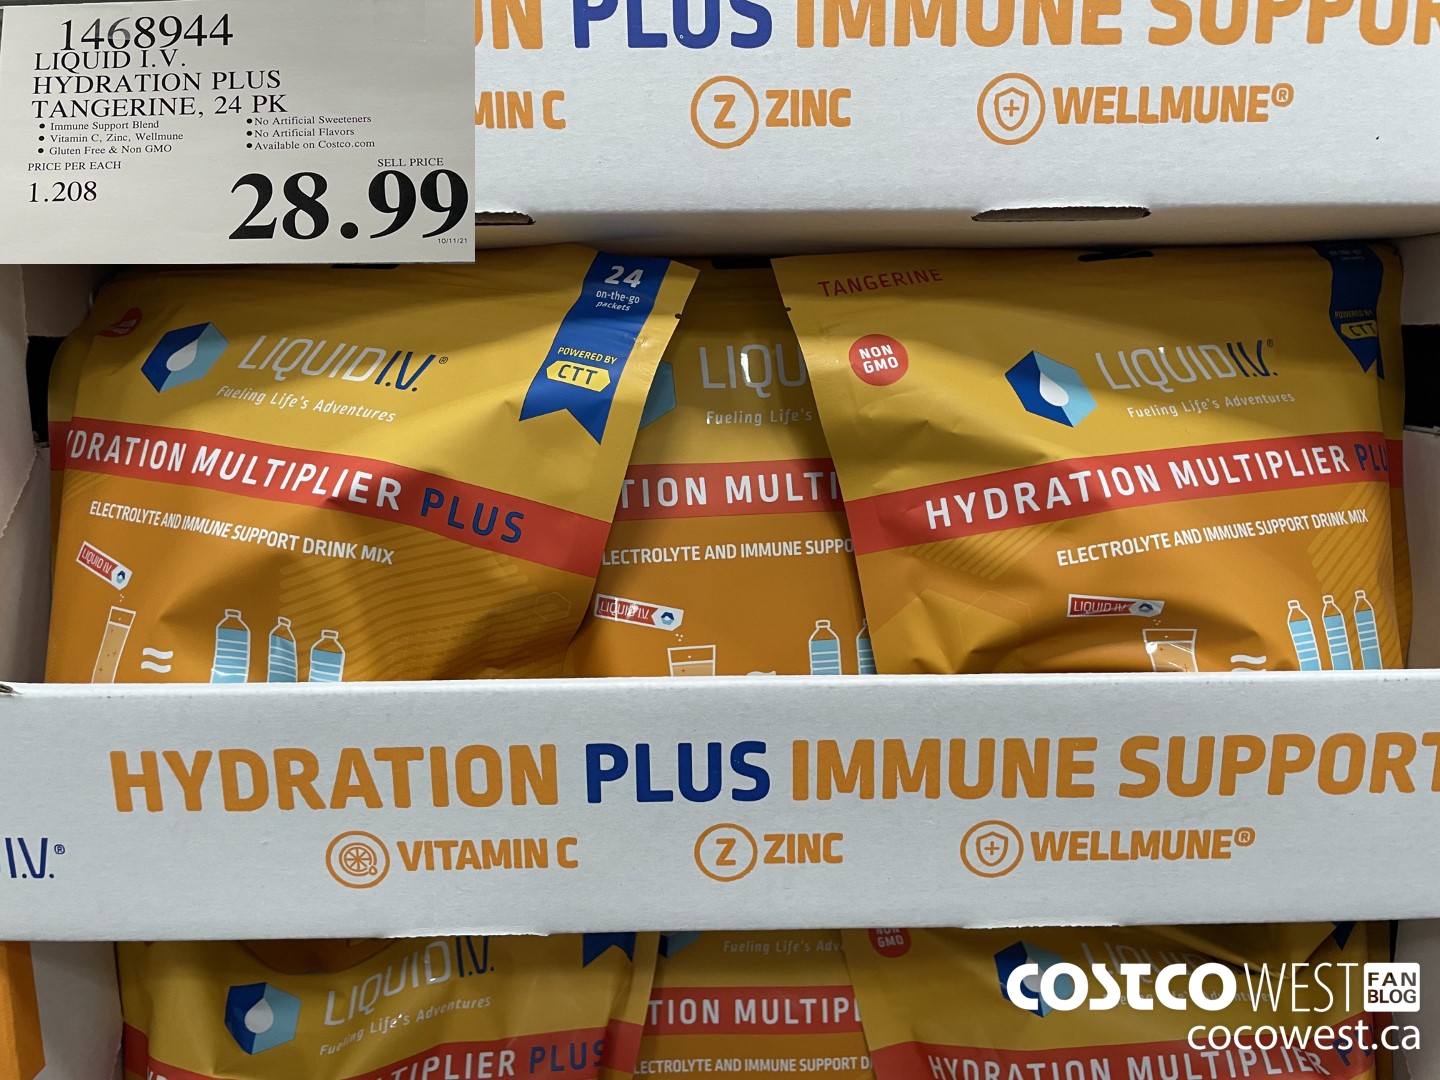 1468944
LIQUID I.V.
HYDRATION PLUS
TANGERINE, 24 PK
• Immune Support Blend
• Vitamin C, Zinc, Wellmune
• Gluten Free & Non GMO
• No Artificial Sweeteners
• No Artificial Flavors
• Available on Costco.com
PRICE PER EACH
1.208
SELL PRICE
28.99
10/11/21
N PLUS IMMUNE SUPPOR
MIN C
Z ZINC
WELLMUNE®
24
on-the-go
packets
POWERED BY
CTT
LIQUID I.V.®
Fueling Life's Adventures
DRATION MULTIPLIER PLUS
ELECTROLYTE AND IMMUNE SUPPORT DRINK MIX
LIQUID I.V.
≈
LIQU
Fueling Life's
TION MULTI
LECTROLYTE AND IMMUNE SUPPO
LIQUID I.V.
TANGERINE
NON
GMO
POWERED BY
CTT
LIQUID I.V.®
Fueling Life's Adventures
HYDRATION MULTIPLIER PLU
ELECTROLYTE AND IMMUNE SUPPORT DRINK MIX
LIQUID I.V.
≈
HYDRATION PLUS IMMUNE SUPPORT
I.V.®
VITAMIN C
Z ZINC
WELLMUNE®
LIQUID I.V.
Fueling Life's Adventures
TIPLIER PLUS
Fueling Life's Adv
TION MULTIPL
LECTROLYTE AND IMMUNE SUPPORT D
GMO
HYDRATION MULTIPLIER PL
COSTCO WEST FAN BLOG
cocowest.ca